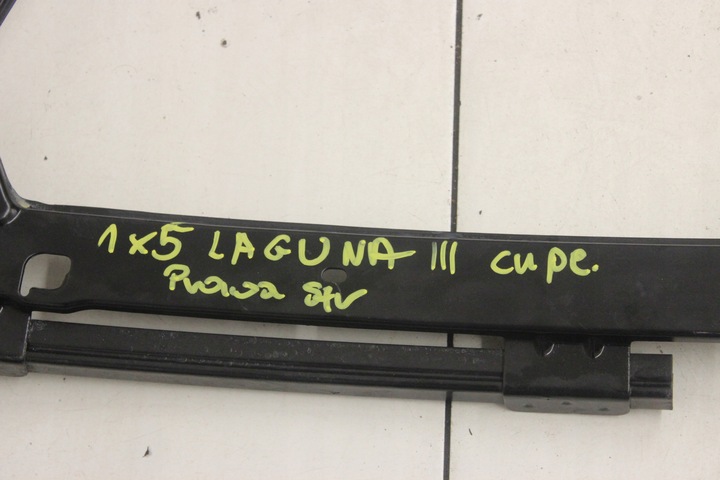 1x5 LAGUNA III cupe.
Prawa str